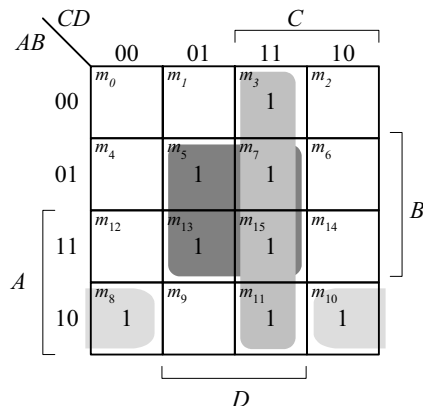 CD C
AB 00 01 11 10
00 m0 m1 m3 1 m2
01 m4 m5 1 m7 1 m6 B
11 m12 m13 1 m15 1 m14
A 10 m8 1 m9 m11 1 m10 1
D